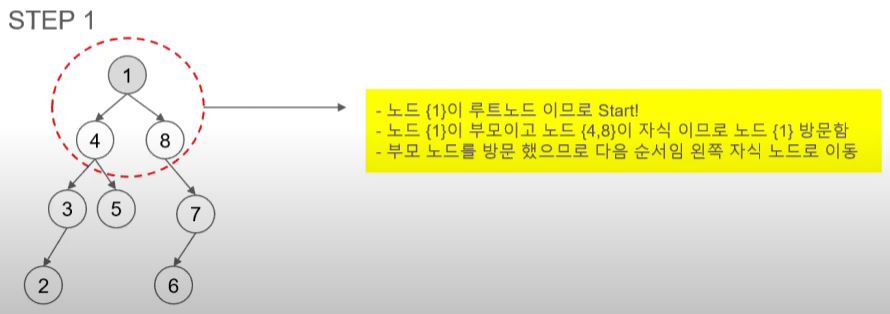 STEP 1
1
4
8
3
5
7
2
6
- 노드 {1}이 루트노드 이므로 Start!
- 노드 {1}이 부모이고 노드 {4,8}이 자식 이므로 노드 {1} 방문함
- 부모 노드를 방문 했으므로 다음 순서임 왼쪽 자식 노드로 이동